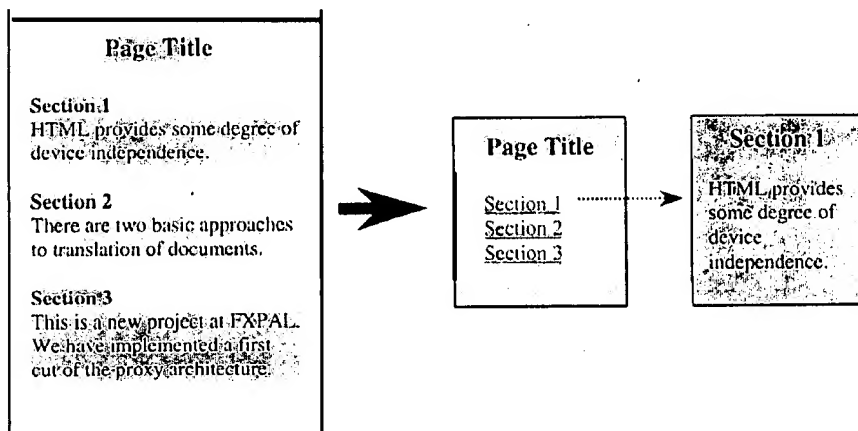 Page Title
Section 1
HTML provides some degree of
device independence.
Section 2
There are two basic approaches
to translation of documents.
Section 3
This is a new project at FXPAL.
We have implemented a first
cut of the proxy architecture.
Page Title
Section 1
Section 2
Section 3
Section 1
HTML provides
some degree of
device
independence.